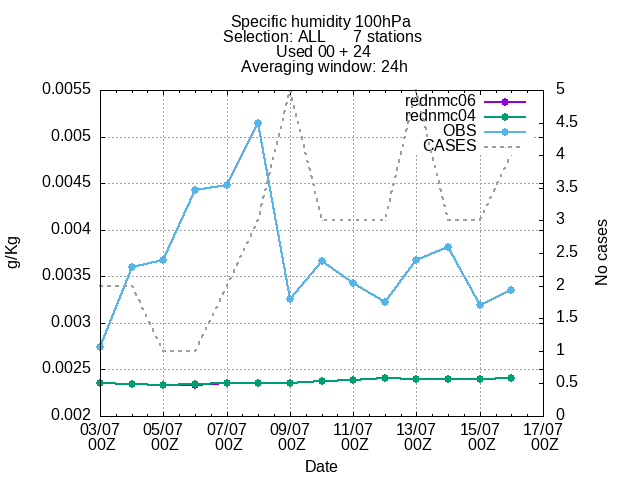 Specific humidity 100hPa
Selection: ALL 7 stations
Used 00 + 24
Averaging window: 24h
rednmc06
rednmc04
OBS
CASES
0.0055
0.005
0.0045
0.004
0.0035
0.003
0.0025
0.002
g/Kg
5
4.5
4
3.5
3
2.5
2
1.5
1
0.5
0
No cases
03/07 05/07 07/07 09/07 11/07 13/07 15/07 17/07
00Z 00Z 00Z 00Z 00Z 00Z 00Z 00Z
Date